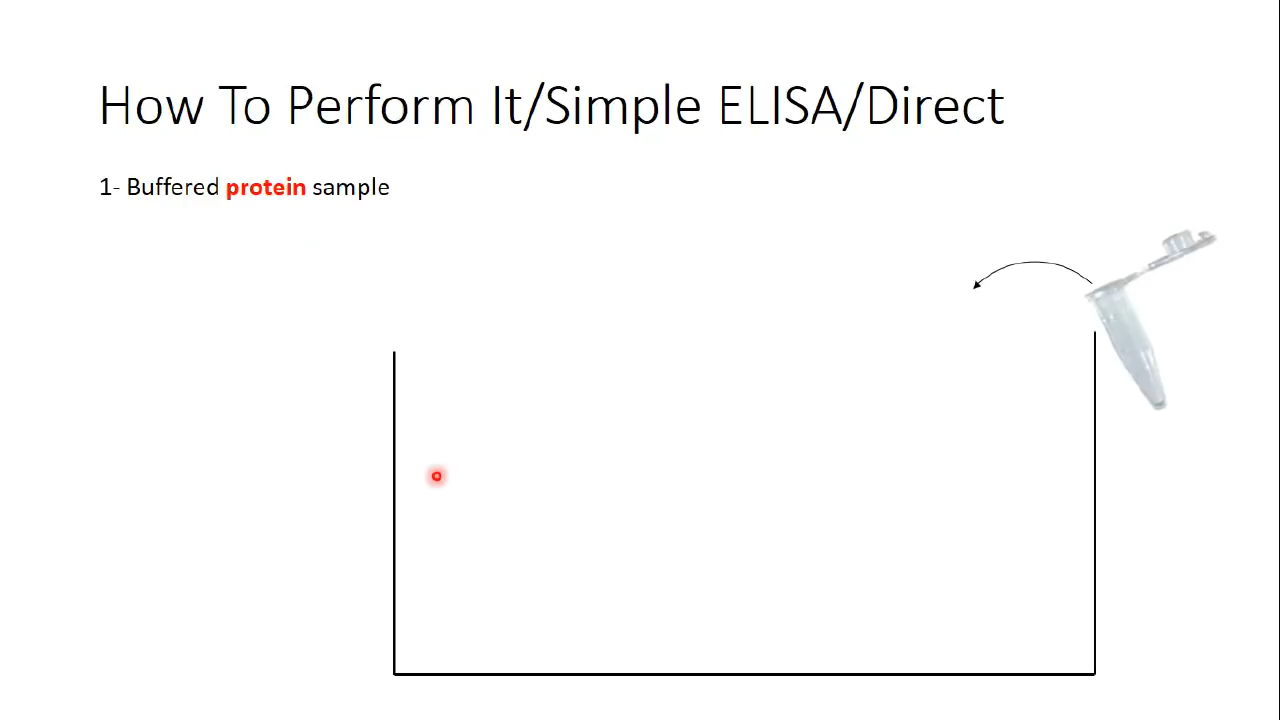 How To Perform It/Simple ELISA/Direct
1- Buffered protein sample